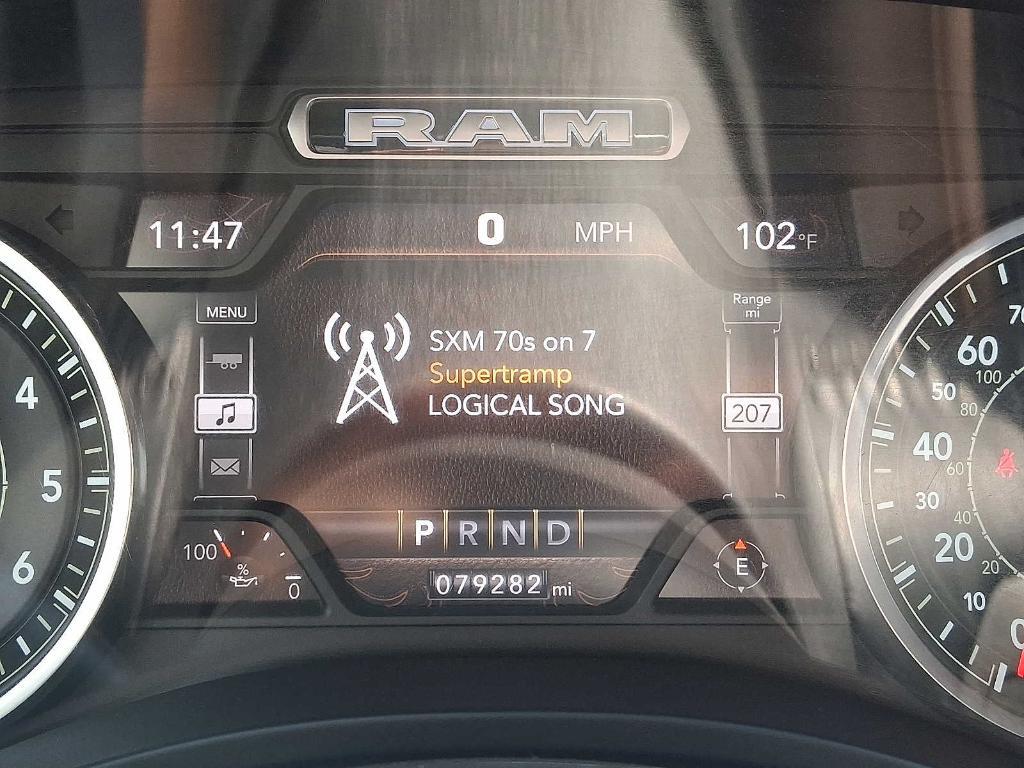 RAM
11:47
0 MPH
102°F
MENU
Range
mi
SXM 70s on 7
Supertramp
LOGICAL SONG
207
4
5
6
P R N D
079282 mi
100
%
0
E
60
50
40
30
20
10
0
100
80
60
40
20